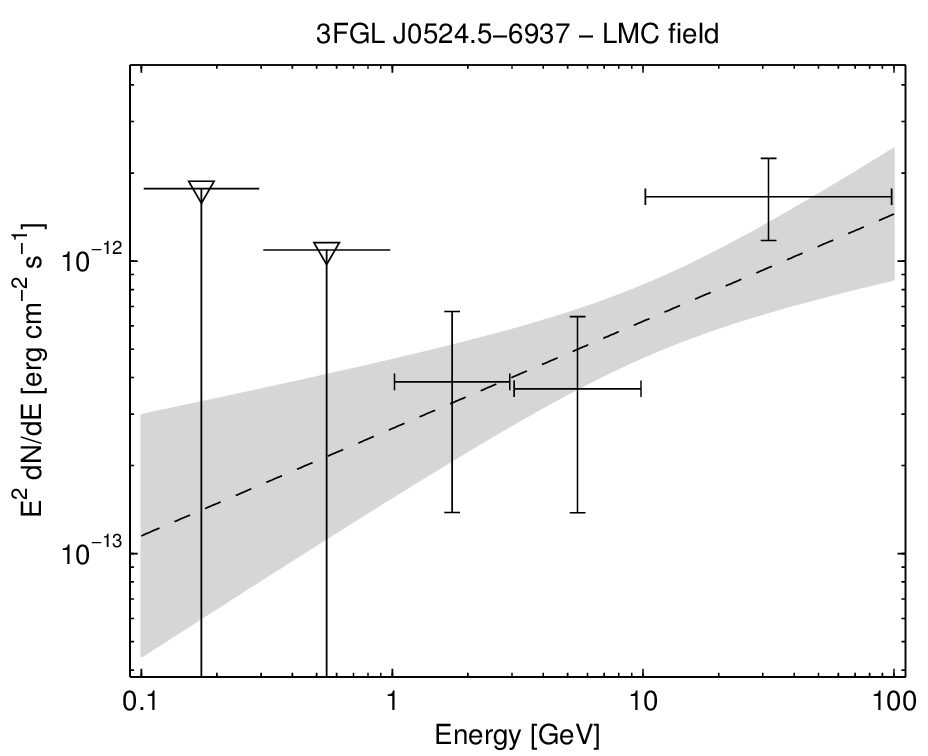 3FGL J0524.5−6937 − LMC field
E² dN/dE [erg cm⁻² s⁻¹]
10⁻¹²
10⁻¹³
0.1 1 10 100
Energy [GeV]